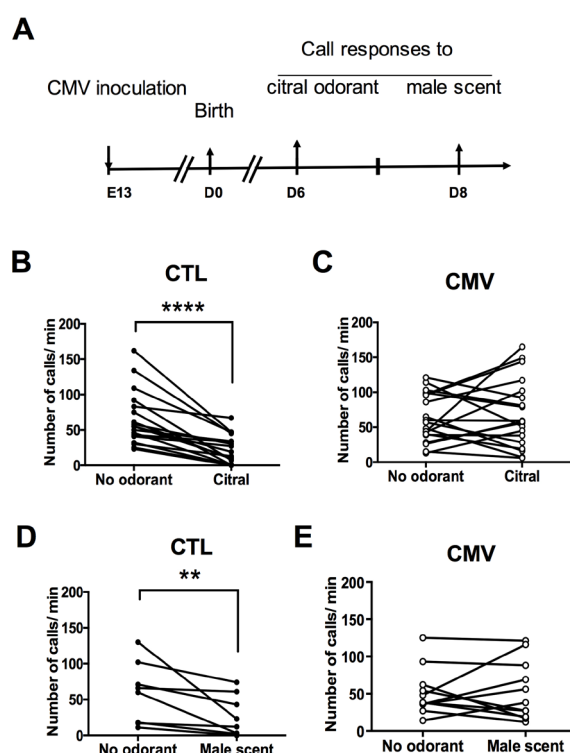 A
Call responses to
CMV inoculation
citral odorant
male scent
Birth
E13
D0
D6
D8
B
CTL
****
Number of calls/ min
200
150
100
50
0
No odorant
Citral
C
CMV
Number of calls/ min
200
150
100
50
0
No odorant
Citral
D
CTL
**
Number of calls/ min
200
150
100
50
0
No odorant
Male scent
E
CMV
Number of calls/ min
200
150
100
50
0
No odorant
Male scent